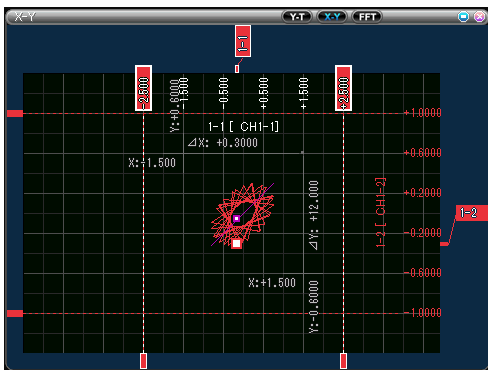 X-Y
Y-T X-Y FFT
1-1
-2.500
-1.500
-0.500
+0.500
+1.500
+2.500
Y:+0.6000
+1.0000
1-1 [ CH1-1]
⊿X: +0.3000
X:+1.500
+0.6000
+0.2000
⊿Y: +12.000
1-2 [ CH1-2]
1-2
-0.2000
X:+1.500
-0.6000
Y:-0.6000
-1.0000